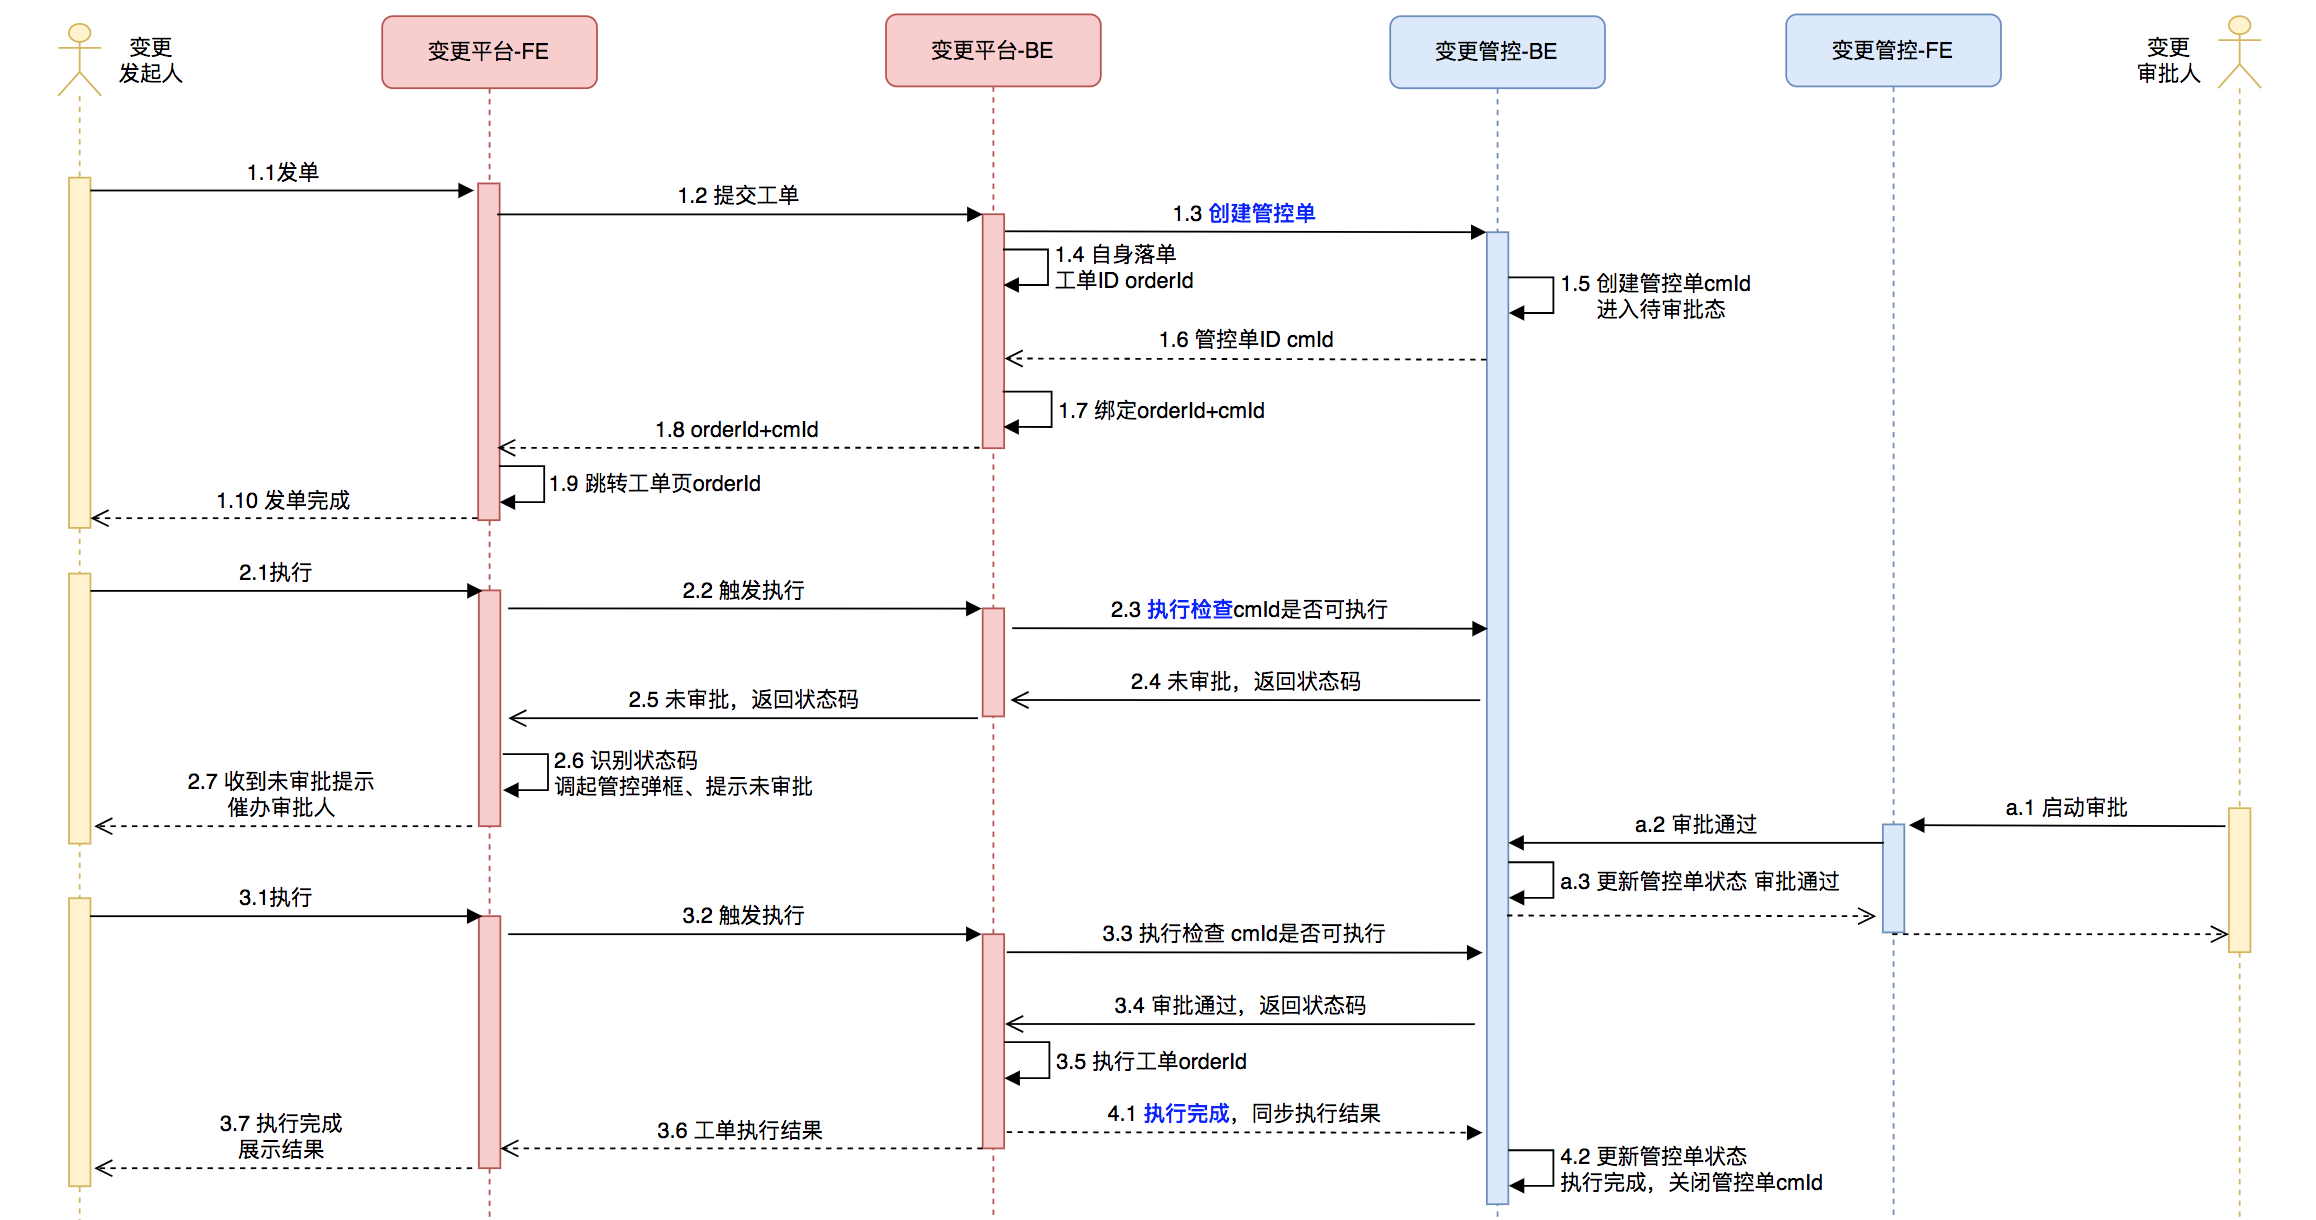 变更
发起人
变更平台-FE
变更平台-BE
变更管控-BE
变更管控-FE
变更
审批人
1.1发单
1.2 提交工单
1.3 创建管控单
1.4 自身落单
工单ID orderId
1.5 创建管控单cmId
进入待审批态
1.6 管控单ID cmId
1.7 绑定orderId+cmId
1.8 orderId+cmId
1.9 跳转工单页orderId
1.10 发单完成
2.1执行
2.2 触发执行
2.3 执行检查cmId是否可执行
2.4 未审批，返回状态码
2.5 未审批，返回状态码
2.6 识别状态码
调起管控弹框、提示未审批
2.7 收到未审批提示
催办审批人
a.1 启动审批
a.2 审批通过
a.3 更新管控单状态 审批通过
3.1执行
3.2 触发执行
3.3 执行检查 cmId是否可执行
3.4 审批通过，返回状态码
3.5 执行工单orderId
4.1 执行完成，同步执行结果
3.6 工单执行结果
3.7 执行完成
展示结果
4.2 更新管控单状态
执行完成，关闭管控单cmId